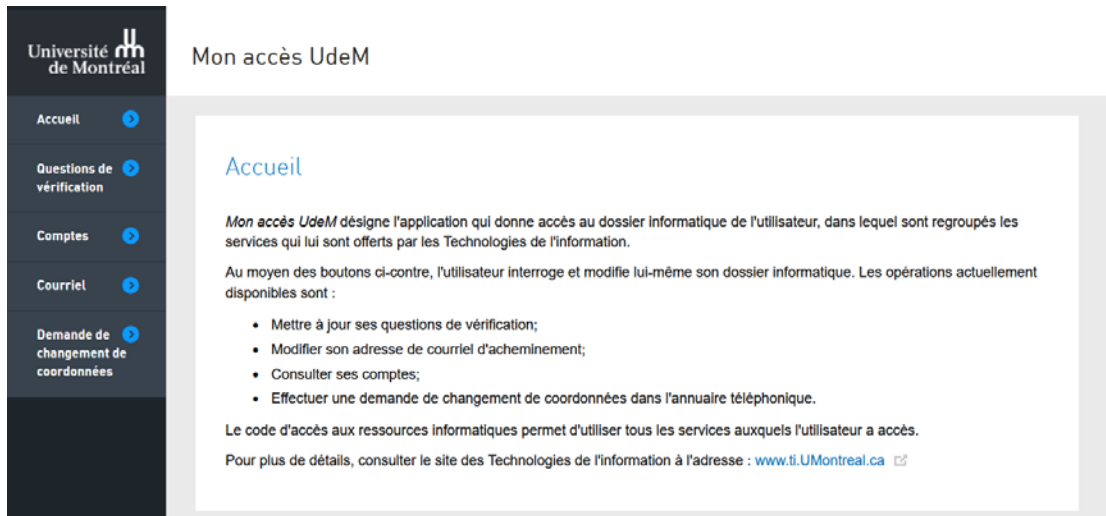 Université
de Montréal
Mon accès UdeM
Accueil
Questions de
vérification
Comptes
Courriel
Demande de
changement de
coordonnées
Accueil
Mon accès UdeM désigne l'application qui donne accès au dossier informatique de l'utilisateur, dans lequel sont regroupés les
services qui lui sont offerts par les Technologies de l'information.
Au moyen des boutons ci-contre, l'utilisateur interroge et modifie lui-même son dossier informatique. Les opérations actuellement
disponibles sont :
• Mettre à jour ses questions de vérification;
• Modifier son adresse de courriel d'acheminement;
• Consulter ses comptes;
• Effectuer une demande de changement de coordonnées dans l'annuaire téléphonique.
Le code d'accès aux ressources informatiques permet d'utiliser tous les services auxquels l'utilisateur a accès.
Pour plus de détails, consulter le site des Technologies de l'information à l'adresse : www.ti.UMontreal.ca